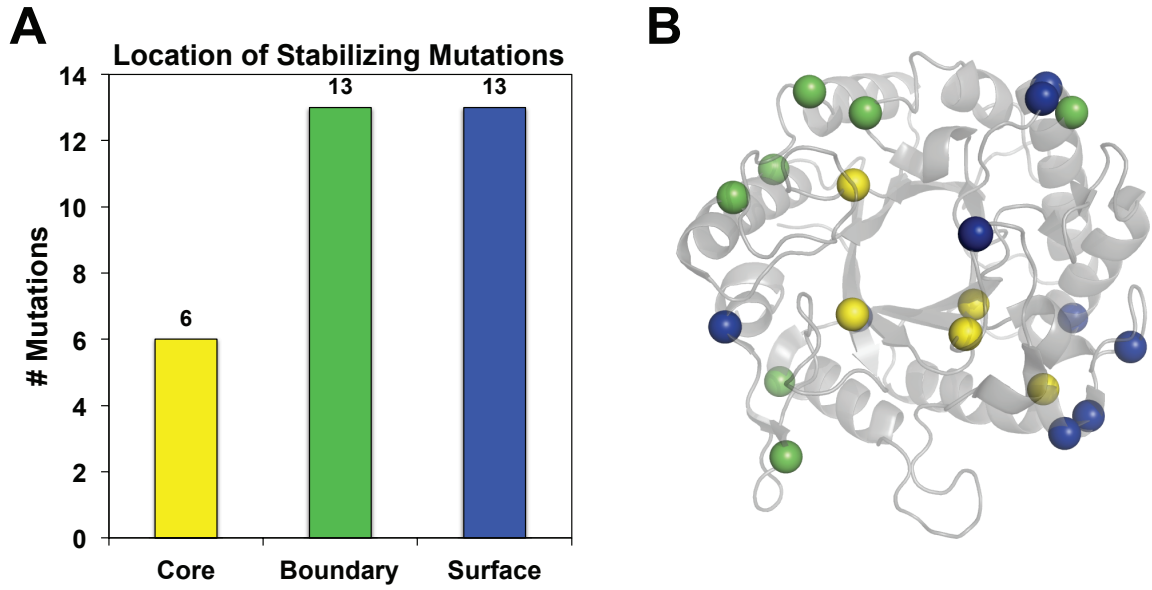 A
B
Location of Stabilizing Mutations
# Mutations
14
12
10
8
6
4
2
0
6
13
13
Core
Boundary
Surface